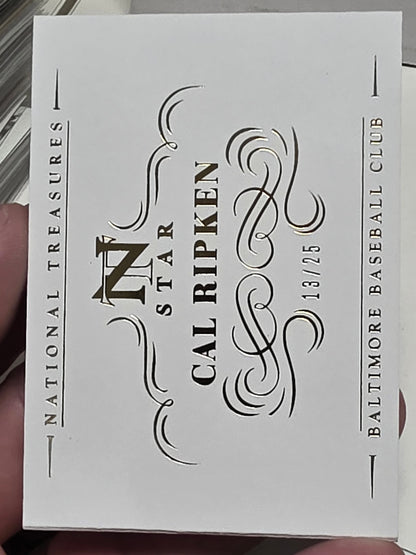 NATIONAL TREASURES
NT
STAR
CAL RIPKEN
13/25
BALTIMORE BASEBALL CLUB